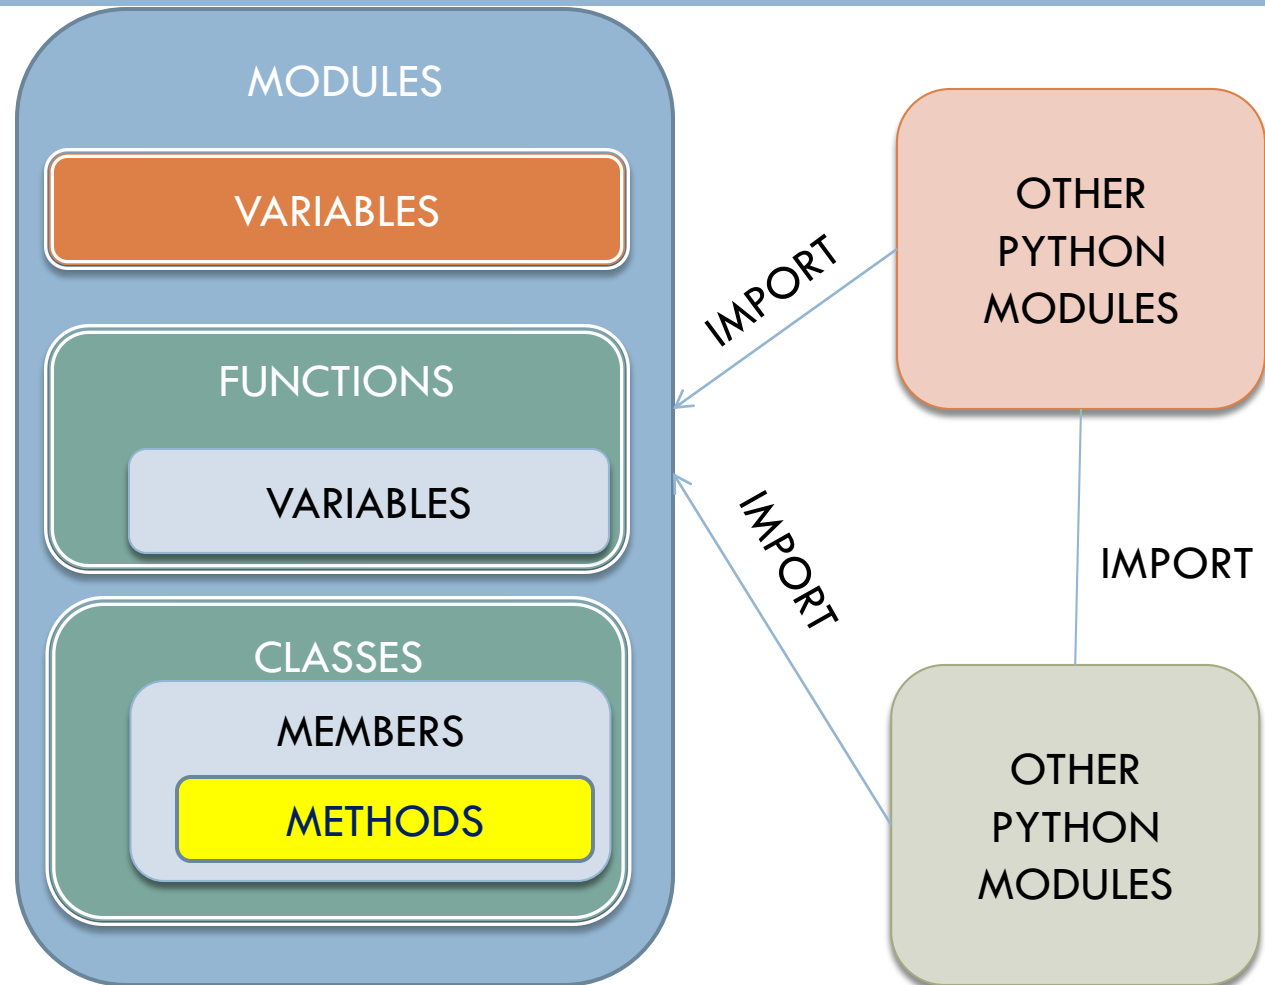 MODULES
VARIABLES
FUNCTIONS
VARIABLES
CLASSES
MEMBERS
METHODS
IMPORT
IMPORT
OTHER
PYTHON
MODULES
IMPORT
OTHER
PYTHON
MODULES